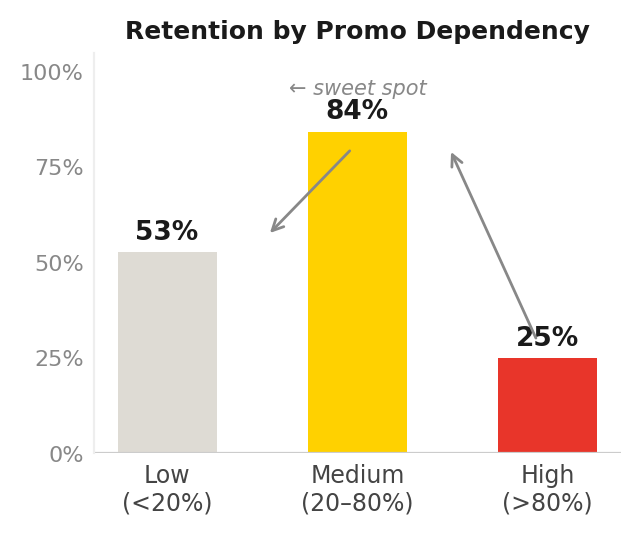 Retention by Promo Dependency
100%
← sweet spot
84%
75%
53%
50%
25%
25%
0%
Low
(<20%)
Medium
(20–80%)
High
(>80%)